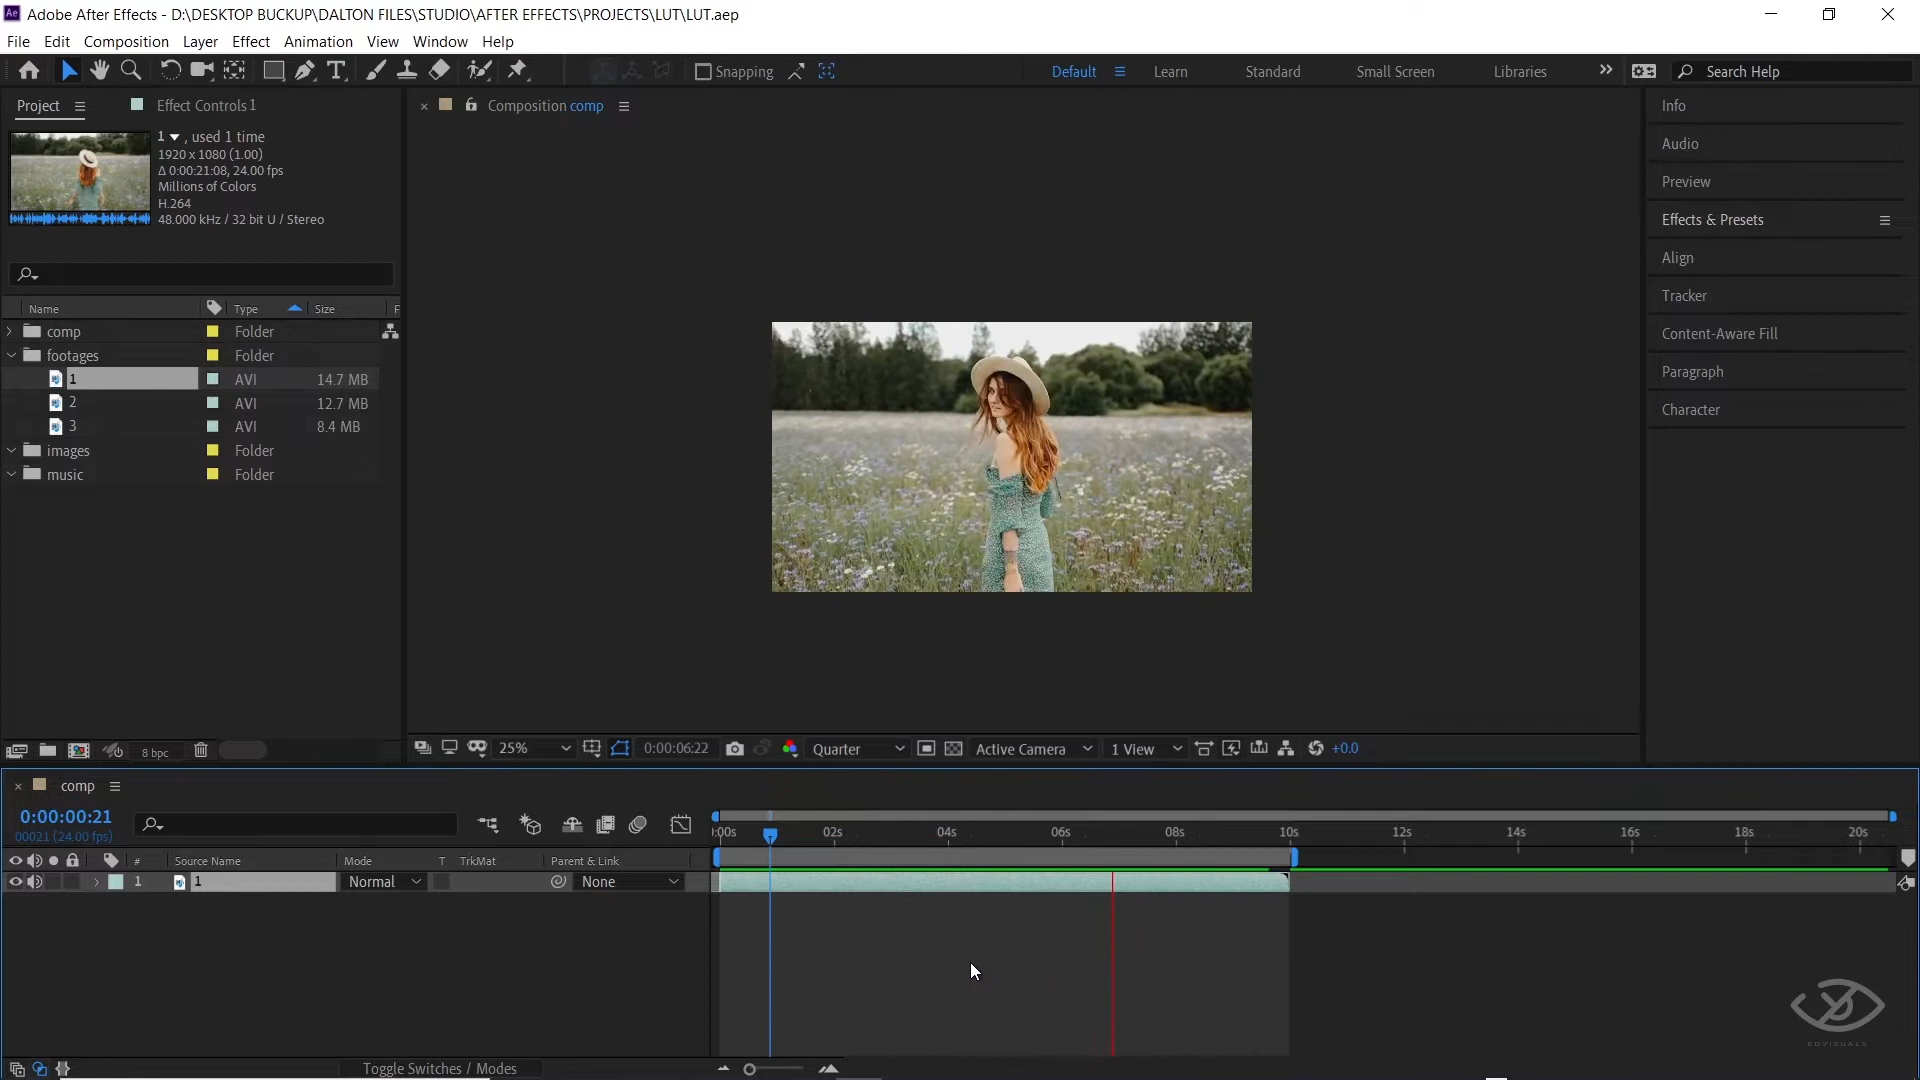 Adobe After Effects - D:\DESKTOP BUCKUP\DALTON FILES\STUDIO\AFTER EFFECTS\PROJECTS\LUT\LUT.aep
File Edit Composition Layer Effect Animation View Window Help
Snapping Default Learn Standard Small Screen Libraries Search Help
Project Effect Controls 1
Composition comp
1 , used 1 time
1920 x 1080 (1.00)
Δ 0:00:21:08, 24.00 fps
Millions of Colors
H.264
48.000 kHz / 32 bit U / Stereo
Name Type Size F
comp Folder
footages Folder
1 AVI 14.7 MB
2 AVI 12.7 MB
3 AVI 8.4 MB
images Folder
music Folder
8 bpc
Info
Audio
Preview
Effects & Presets
Align
Tracker
Content-Aware Fill
Paragraph
Character
25% 0:00:06:22 Quarter Active Camera 1 View +0.0
comp
0:00:00:21
00021 (24.00 fps)
:00s 02s 04s 06s 08s 10s 12s 14s 16s 18s 20s
# Source Name Mode T TrkMat Parent & Link
1 1 Normal None
Toggle Switches / Modes
EDVISUALS